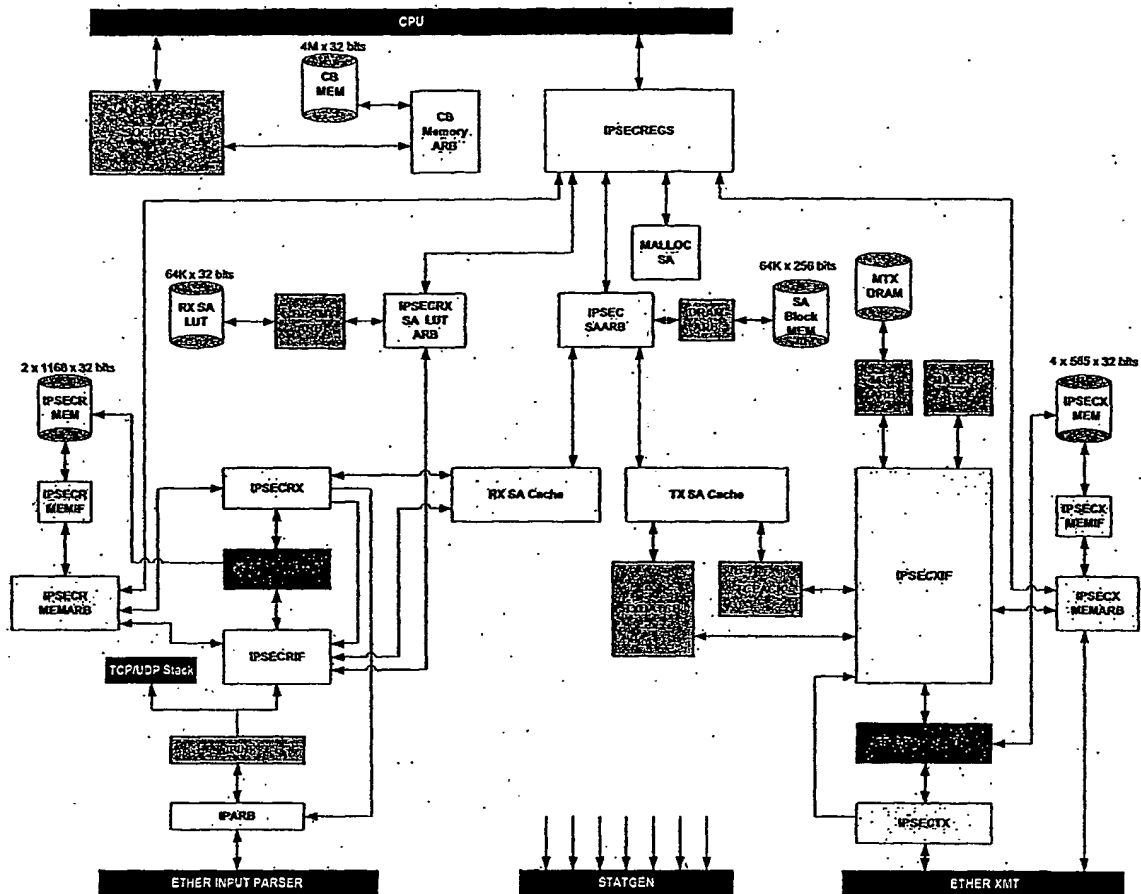 CPU
4M x 32 bits
CB
MEM
CB
Memory
ARB
IPSECREGS
MALLOC
SA
64K x 32 bits
RX SA
LUT
IPSECRX
SA LUT
ARB
IPSEC
SAARB
64K x 256 bits
SA
Block
MEM
MTX
DRAM
2 x 1168 x 32 bits
IPSECR
MEM
4 x 585 x 32 bits
IPSECX
MEM
IPSECR
MEMIF
IPSECRX
RX SA Cache
TX SA Cache
IPSECX
MEMIF
IPSECXIF
IPSECR
MEMARB
IPSECX
MEMARB
IPSECRIF
TCP/UDP Stack
IPARB
IPSECTX
ETHER INPUT PARSER
STATGEN
ETHER XMT